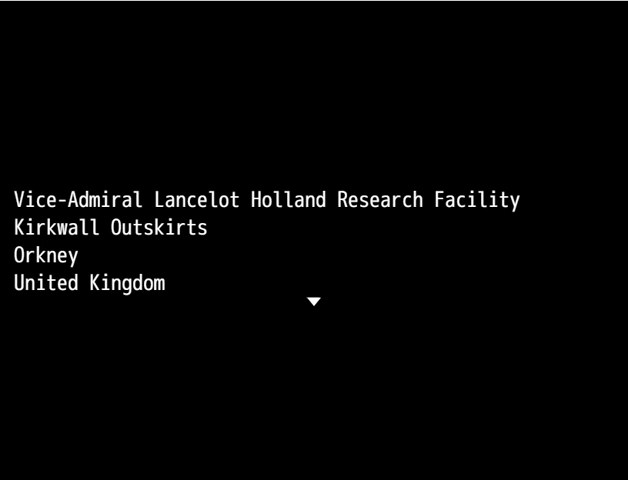 Vice-Admiral Lancelot Holland Research Facility
Kirkwall Outskirts
Orkney
United Kingdom